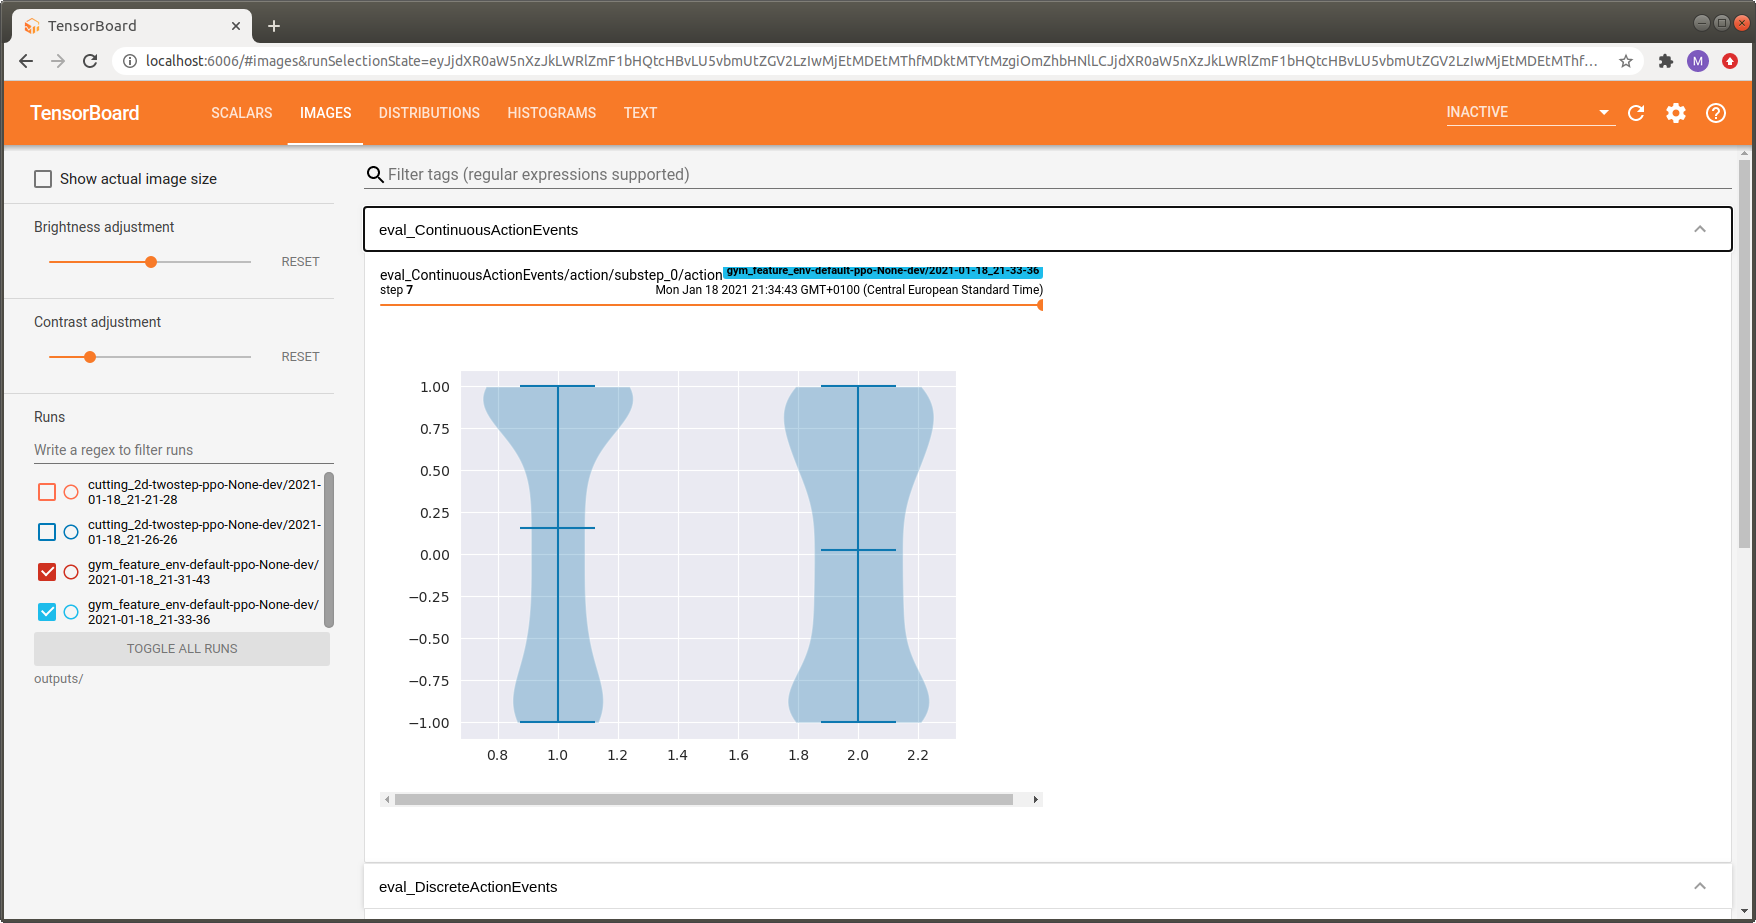 TensorBoard
localhost:6006/#images&runSelectionState=eyJjdXR0aW5nXzJkLWRlZmF1bHQtcHBvLU5vbmUtZGV2LzIwMjEtMDEtMThfMDktMTYtMzgiOmZhbHNlLCJjdXR0aW5nXzJkLWRlZmF1bHQtcHBvLU5vbmUtZGV2LzIwMjEtMDEtMThf...
M
TensorBoard
SCALARS
IMAGES
DISTRIBUTIONS
HISTOGRAMS
TEXT
INACTIVE
Show actual image size
Brightness adjustment
RESET
Contrast adjustment
RESET
Runs
Write a regex to filter runs
cutting_2d-twostep-ppo-None-dev/2021-
01-18_21-21-28
cutting_2d-twostep-ppo-None-dev/2021-
01-18_21-26-26
gym_feature_env-default-ppo-None-dev/
2021-01-18_21-31-43
gym_feature_env-default-ppo-None-dev/
2021-01-18_21-33-36
TOGGLE ALL RUNS
outputs/
Filter tags (regular expressions supported)
eval_ContinuousActionEvents
eval_ContinuousActionEvents/action/substep_0/action
gym_feature_env-default-ppo-None-dev/2021-01-18_21-33-36
step 7
Mon Jan 18 2021 21:34:43 GMT+0100 (Central European Standard Time)
1.00
0.75
0.50
0.25
0.00
−0.25
−0.50
−0.75
−1.00
0.8 1.0 1.2 1.4 1.6 1.8 2.0 2.2
eval_DiscreteActionEvents